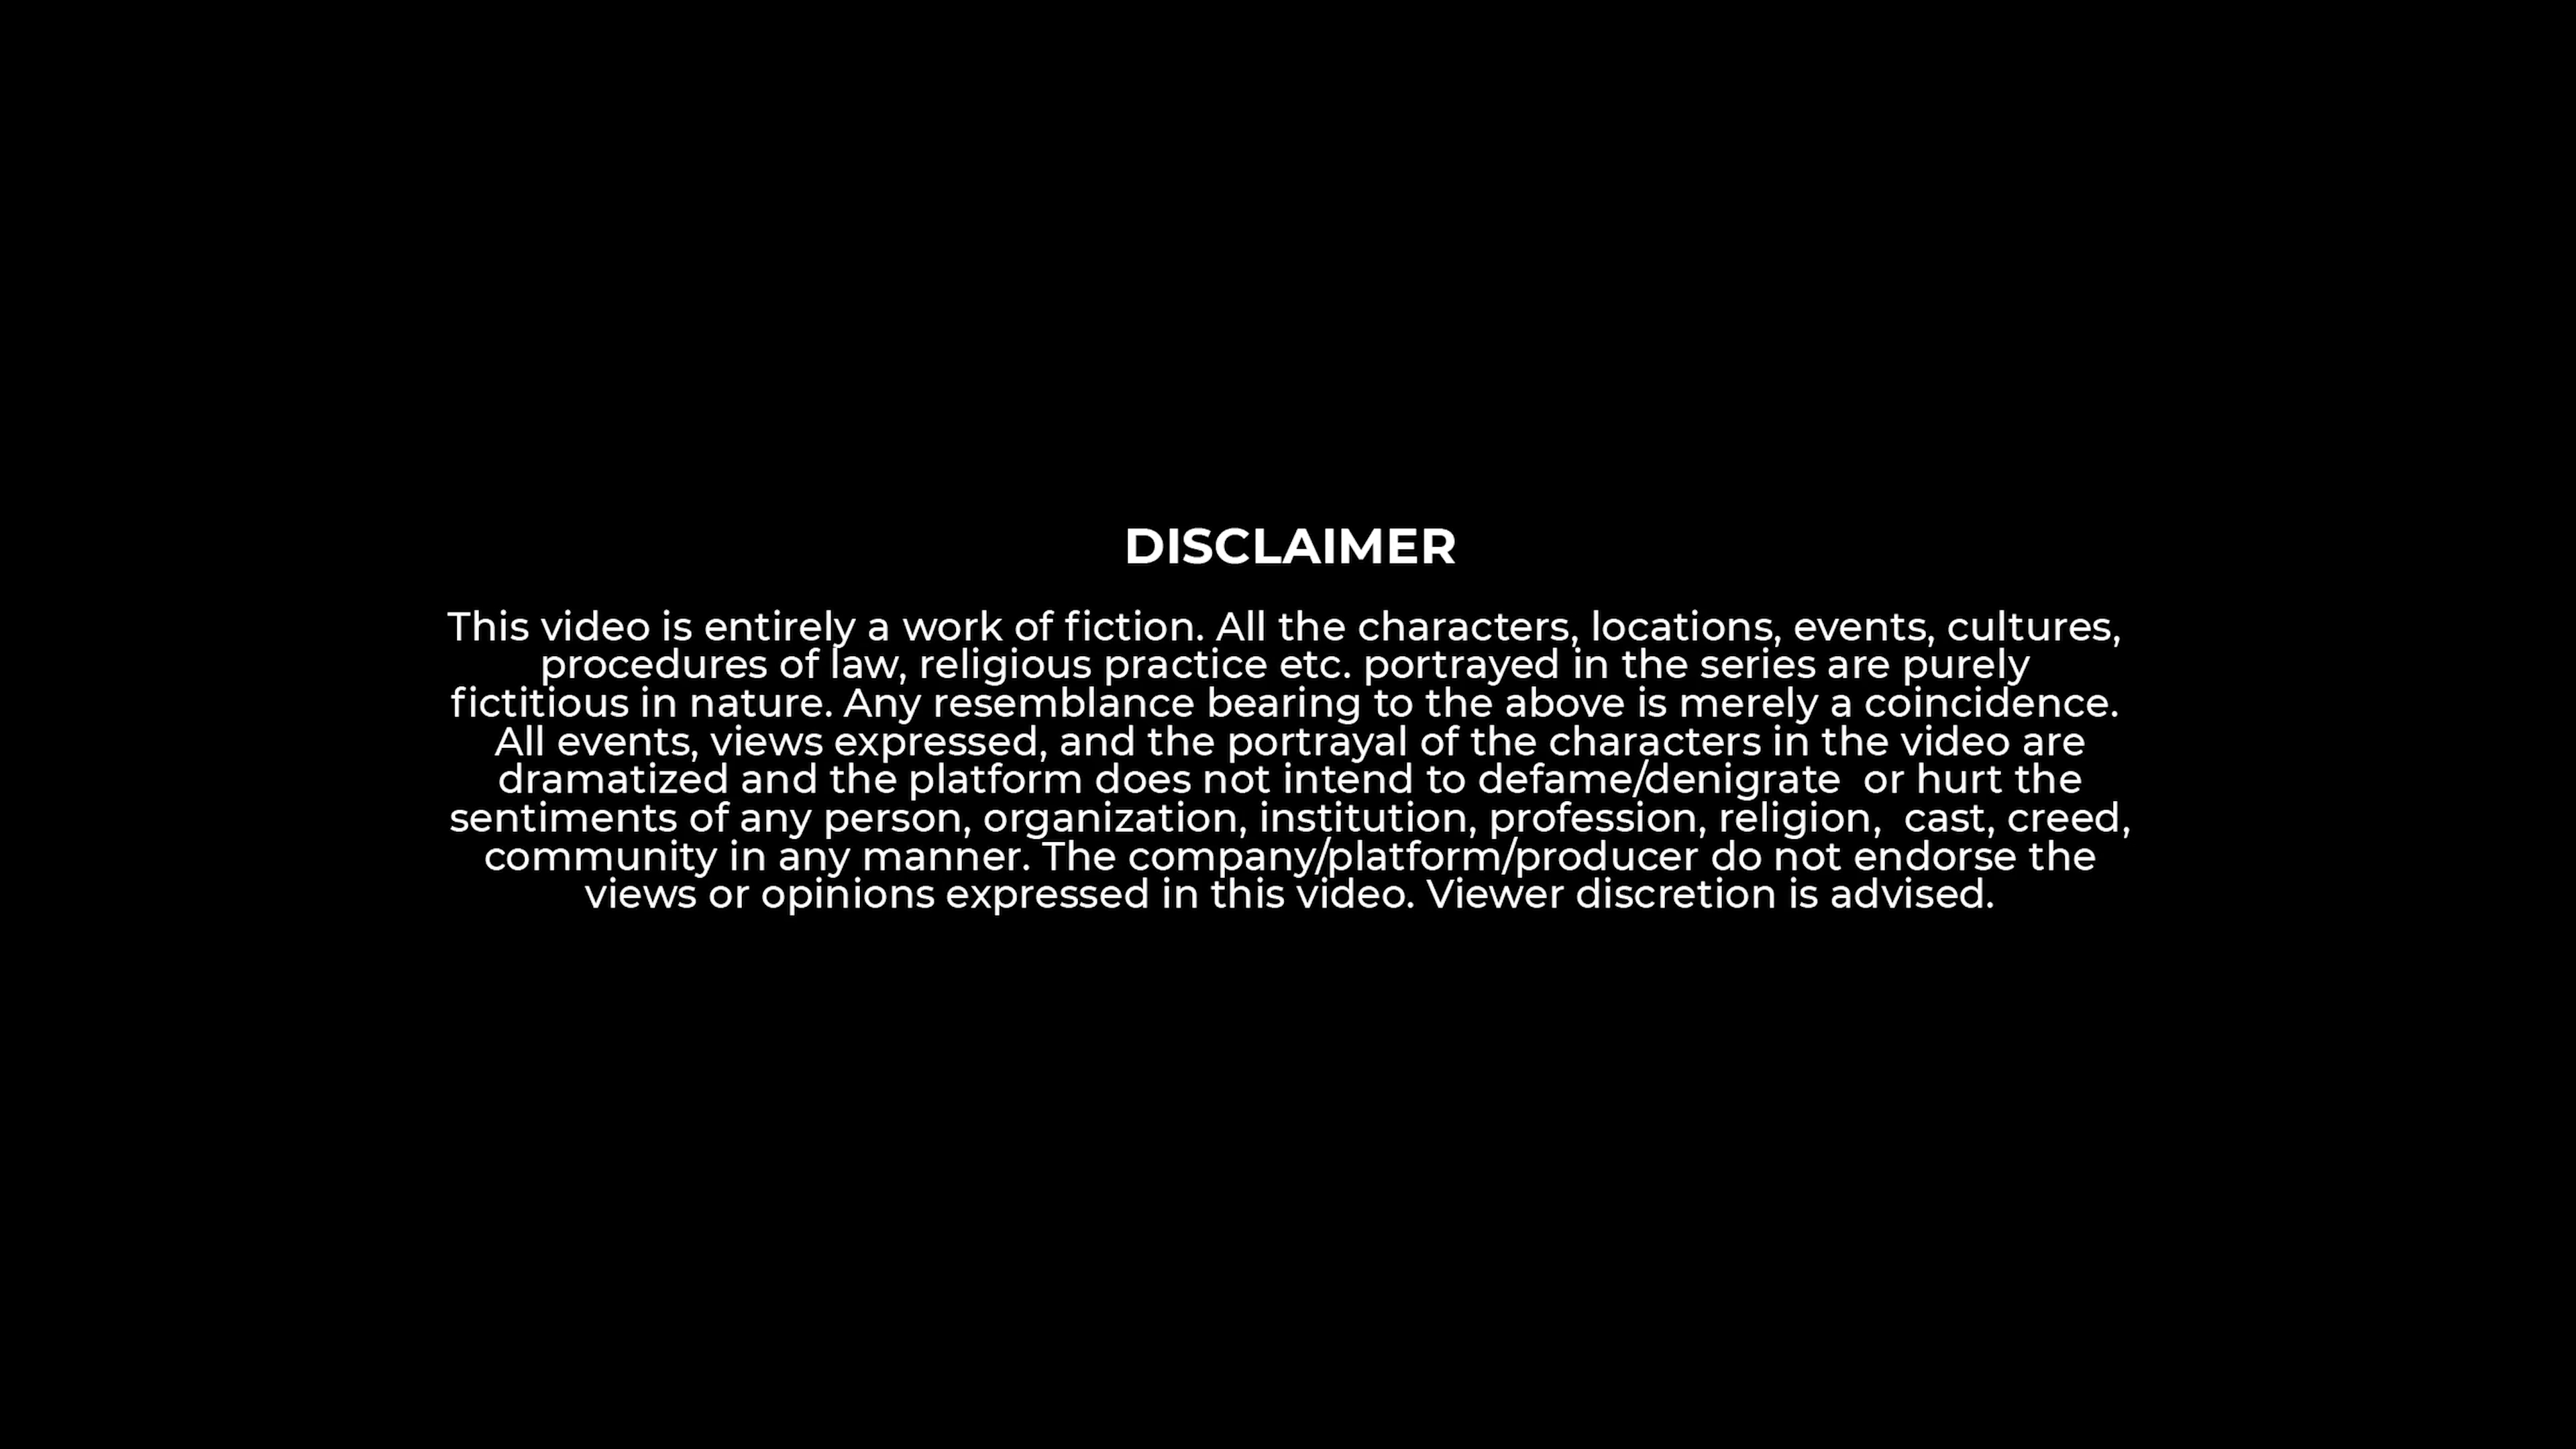 DISCLAIMER
This video is entirely a work of fiction. All the characters, locations, events, cultures,
procedures of law, religious practice etc. portrayed in the series are purely
fictitious in nature. Any resemblance bearing to the above is merely a coincidence.
All events, views expressed, and the portrayal of the characters in the video are
dramatized and the platform does not intend to defame/denigrate  or hurt the
sentiments of any person, organization, institution, profession, religion,  cast, creed,
community in any manner. The company/platform/producer do not endorse the
views or opinions expressed in this video. Viewer discretion is advised.